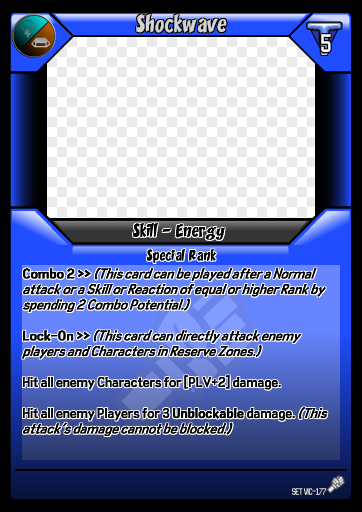 Shockwave
5
Skill - Energy
Special Rank
Combo 2 >> (This card can be played after a Normal
attack or a Skill or Reaction of equal or higher Rank by
spending 2 Combo Potential.)
Lock-On >> (This card can directly attack enemy
players and Characters in Reserve Zones.)
Hit all enemy Characters for [PLV+2] damage.
Hit all enemy Players for 3 Unblockable damage. (This
attack's damage cannot be blocked.)
SET VIC-177